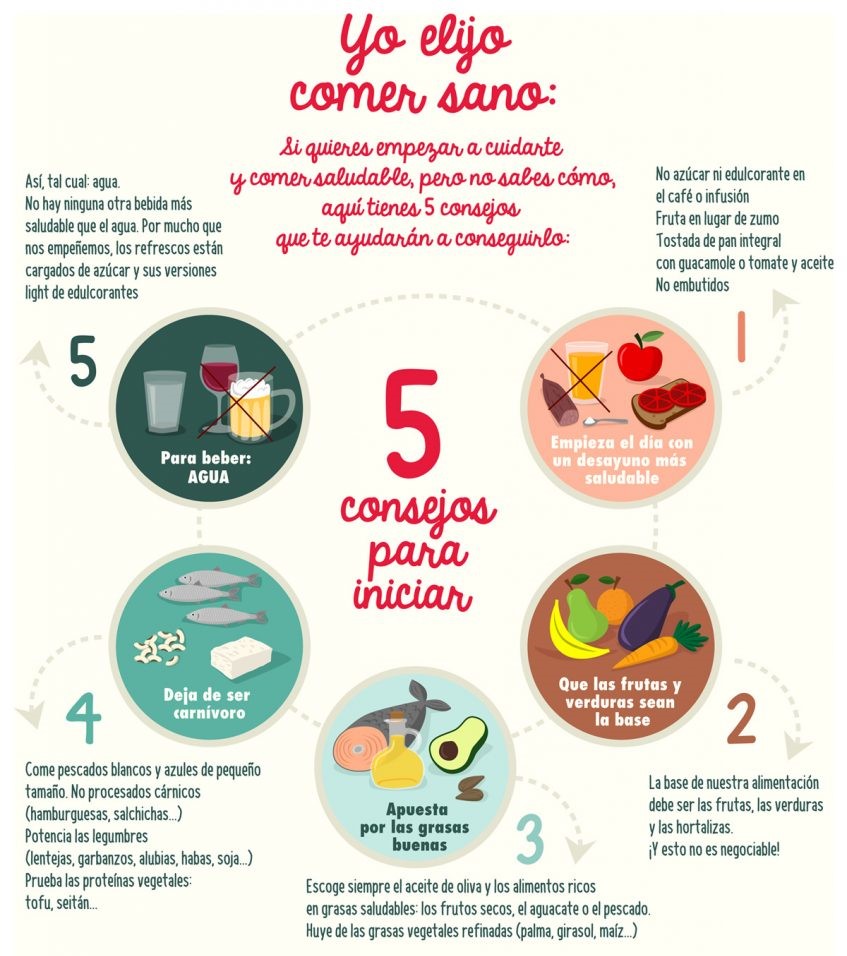 Yo elijo
comer sano:
Si quieres empezar a cuidarte
y comer saludable, pero no sabes cómo,
aquí tienes 5 consejos
que te ayudarán a conseguirlo:
5
consejos
para
iniciar
1
No azúcar ni edulcorante en
el café o infusión
Fruta en lugar de zumo
Tostada de pan integral
con guacamole o tomate y aceite
No embutidos
Empieza el día con
un desayuno más
saludable
2
Que las frutas y
verduras sean
la base
La base de nuestra alimentación
debe ser las frutas, las verduras
y las hortalizas.
¡Y esto no es negociable!
3
Apuesta
por las grasas
buenas
Escoge siempre el aceite de oliva y los alimentos ricos
en grasas saludables: los frutos secos, el aguacate o el pescado.
Huye de las grasas vegetales refinadas (palma, girasol, maíz...)
4
Deja de ser
carnívoro
Come pescados blancos y azules de pequeño
tamaño. No procesados cárnicos
(hamburguesas, salchichas...)
Potencia las legumbres
(lentejas, garbanzos, alubias, habas, soja...)
Prueba las proteínas vegetales:
tofu, seitán...
5
Para beber:
AGUA
Así, tal cual: agua.
No hay ninguna otra bebida más
saludable que el agua. Por mucho que
nos empeñemos, los refrescos están
cargados de azúcar y sus versiones
light de edulcorantes